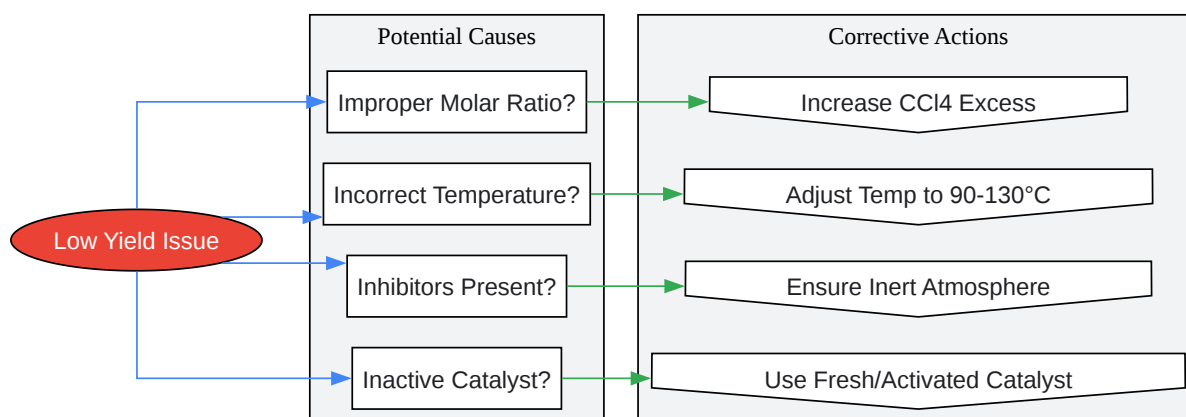 Potential Causes
Corrective Actions
Improper Molar Ratio?
Increase CCl4 Excess
Incorrect Temperature?
Adjust Temp to 90-130°C
Low Yield Issue
Inhibitors Present?
Ensure Inert Atmosphere
Inactive Catalyst?
Use Fresh/Activated Catalyst